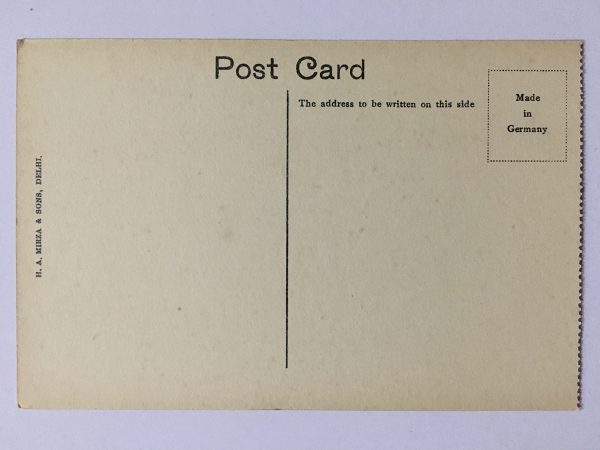 Post Card
The address to be written on this side
Made
in
Germany
H. A. MIRZA & SONS, DELHI.